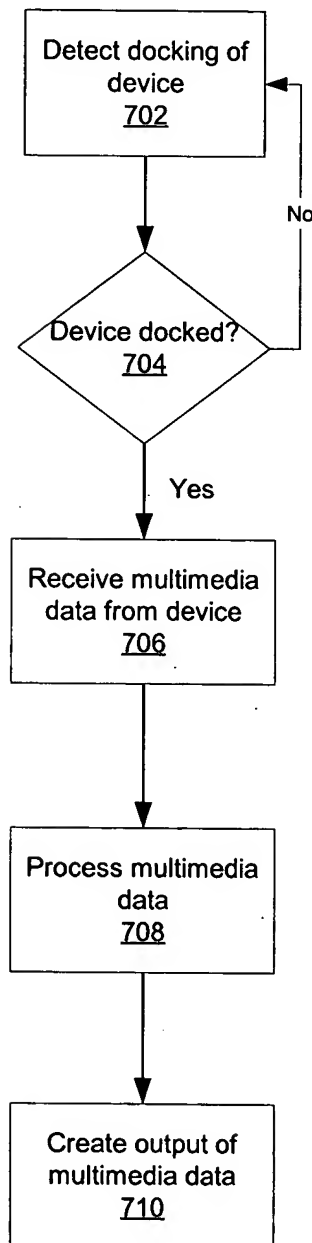 Detect docking of
device
702
No
Device docked?
704
Yes
Receive multimedia
data from device
706
Process multimedia
data
708
Create output of
multimedia data
710